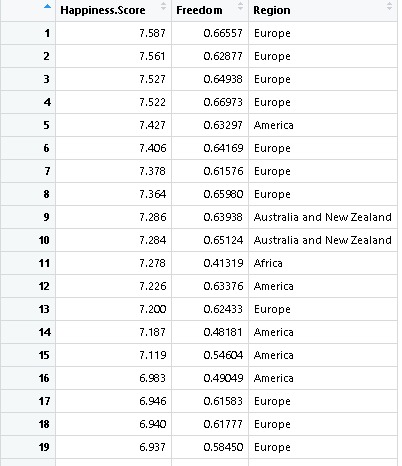 Happiness.Score Freedom Region
1 7.587 0.66557 Europe
2 7.561 0.62877 Europe
3 7.527 0.64938 Europe
4 7.522 0.66973 Europe
5 7.427 0.63297 America
6 7.406 0.64169 Europe
7 7.378 0.61576 Europe
8 7.364 0.65980 Europe
9 7.286 0.63938 Australia and New Zealand
10 7.284 0.65124 Australia and New Zealand
11 7.278 0.41319 Africa
12 7.226 0.63376 America
13 7.200 0.62433 Europe
14 7.187 0.48181 America
15 7.119 0.54604 America
16 6.983 0.49049 America
17 6.946 0.61583 Europe
18 6.940 0.61777 Europe
19 6.937 0.58450 Europe